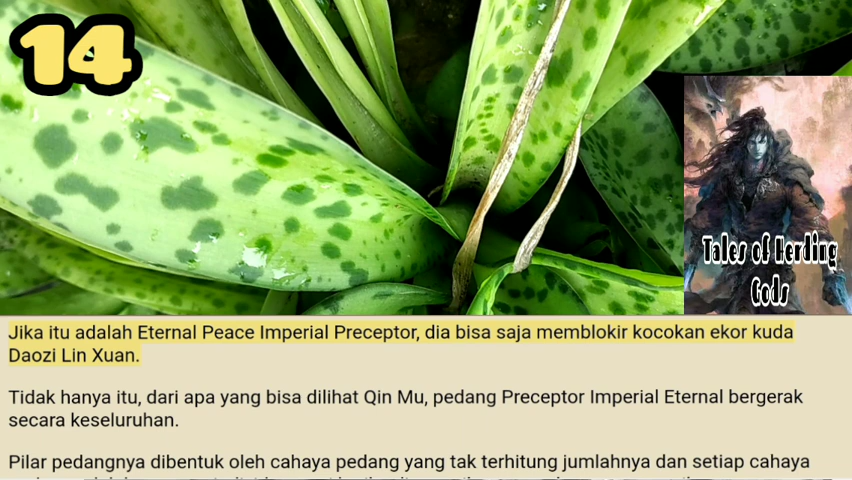 14
Tales of Herding
Gods
Jika itu adalah Eternal Peace Imperial Preceptor, dia bisa saja memblokir kocokan ekor kuda
Daozi Lin Xuan.
Tidak hanya itu, dari apa yang bisa dilihat Qin Mu, pedang Preceptor Imperial Eternal bergerak
secara keseluruhan.
Pilar pedangnya dibentuk oleh cahaya pedang yang tak terhitung jumlahnya dan setiap cahaya